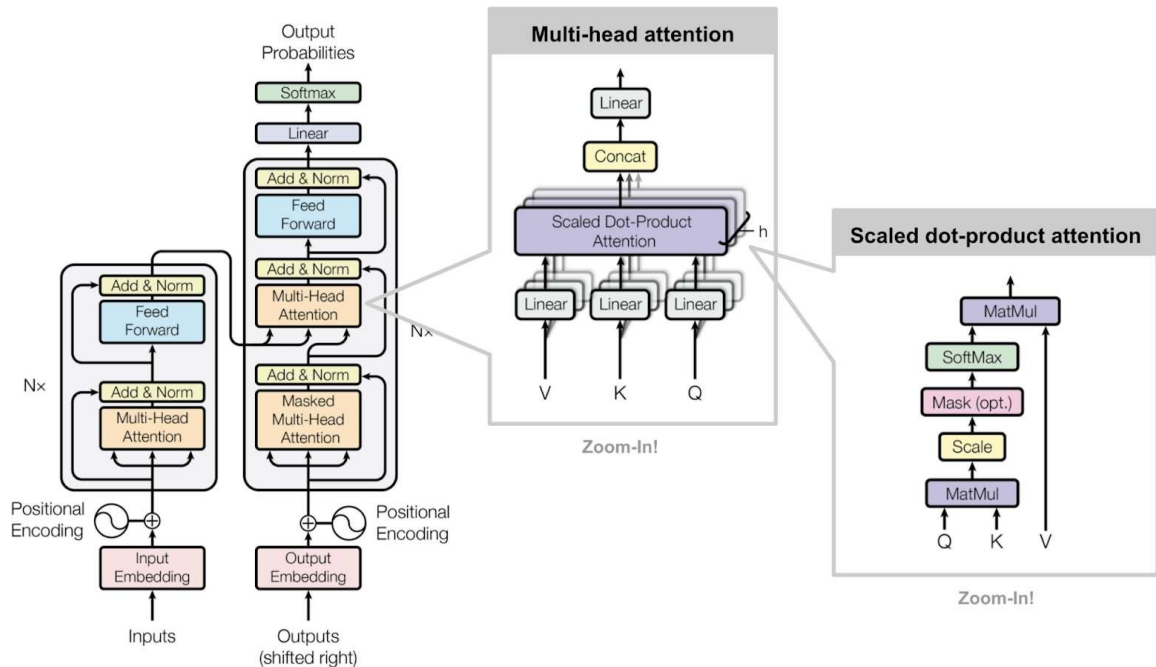 Output
Probabilities
Softmax
Linear
Add & Norm
Feed
Forward
Add & Norm
Multi-Head
Attention
Nx
Add & Norm
Masked
Multi-Head
Attention
Positional
Encoding
Output
Embedding
Outputs
(shifted right)
Add & Norm
Feed
Forward
Nx
Add & Norm
Multi-Head
Attention
Positional
Encoding
Input
Embedding
Inputs
Multi-head attention
Linear
Concat
Scaled Dot-Product
Attention
h
Linear
Linear
Linear
V
K
Q
Zoom-In!
Scaled dot-product attention
MatMul
SoftMax
Mask (opt.)
Scale
MatMul
Q
K
V
Zoom-In!